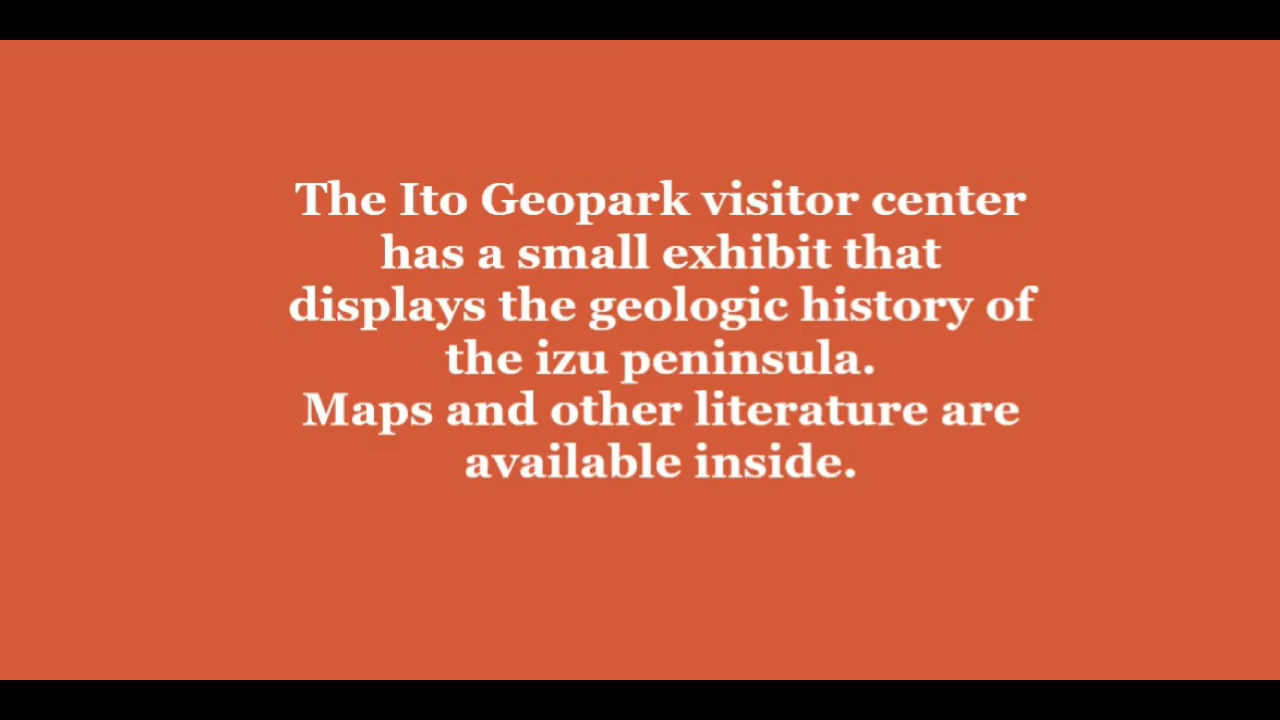 The Ito Geopark visitor center
has a small exhibit that
displays the geologic history of
the izu peninsula.
Maps and other literature are
available inside.